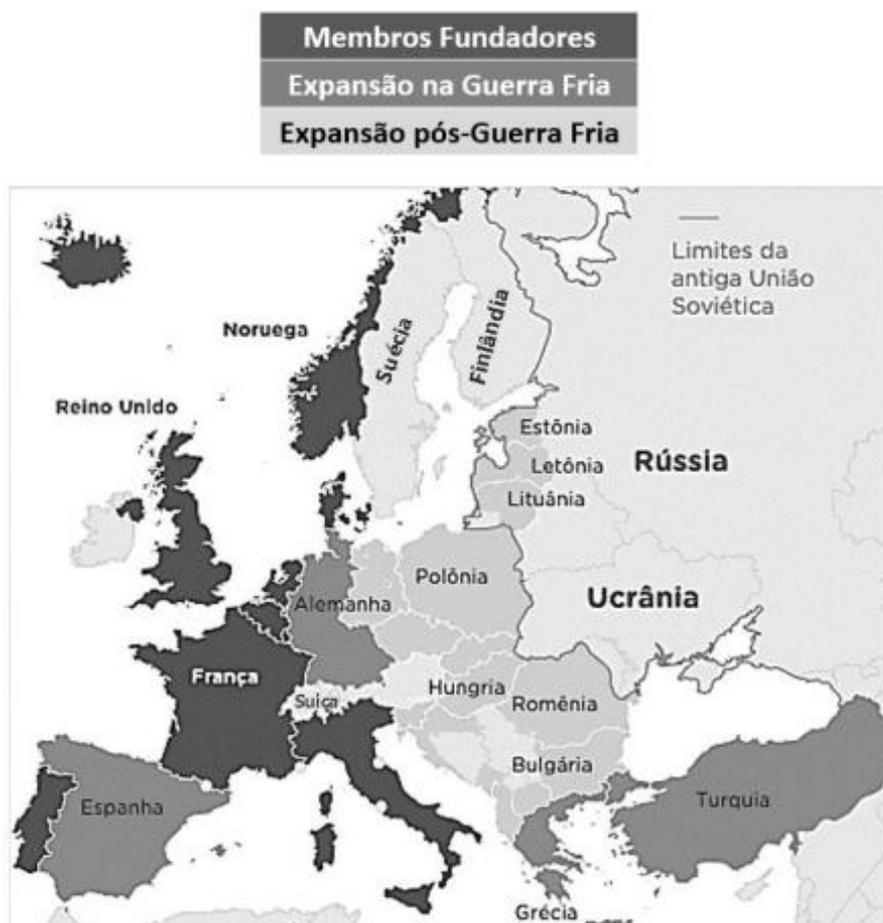 Membros Fundadores
Expansão na Guerra Fria
Expansão pós-Guerra Fria
Limites da
antiga União
Soviética
Noruega
Suécia
Finlândia
Reino Unido
Estônia
Letônia
Lituânia
Rússia
Polônia
Alemanha
Ucrânia
França
Suiça
Hungria
Romênia
Bulgária
Espanha
Turquia
Grécia